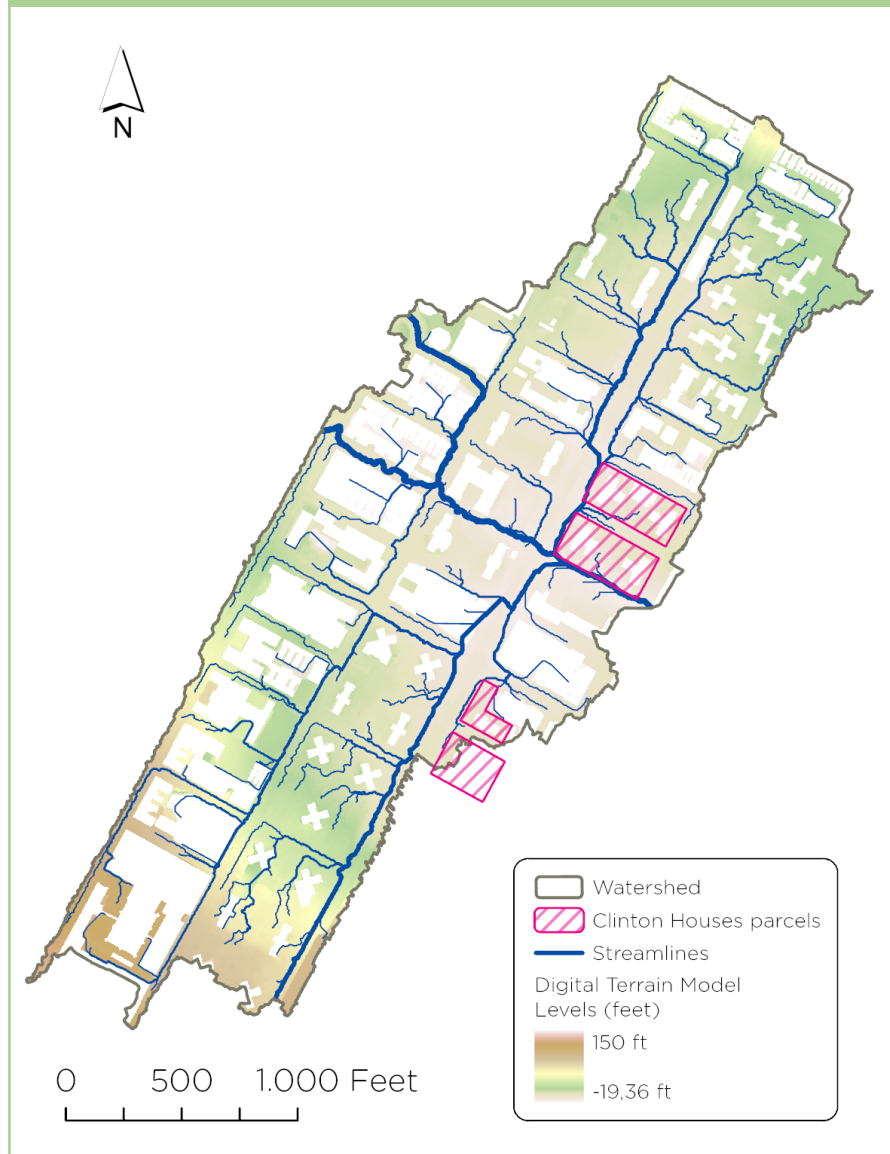 N
Watershed
Clinton Houses parcels
Streamlines
Digital Terrain Model
Levels (feet)
150 ft
-19,36 ft
0 500 1.000 Feet